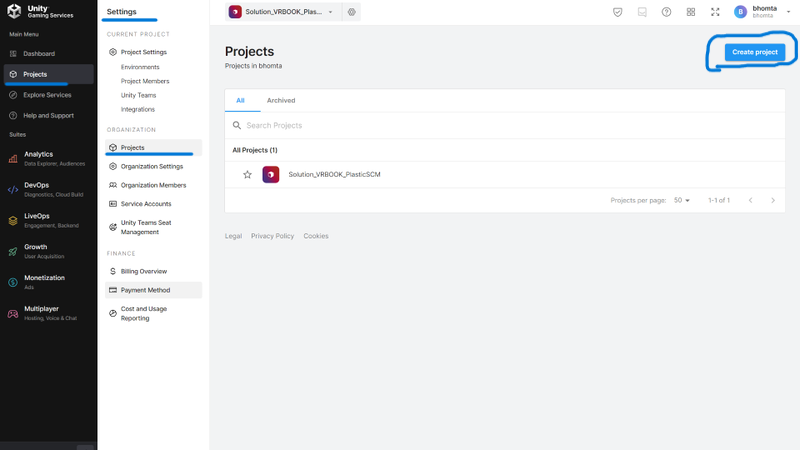 Unity
Gaming Services
Main Menu
Dashboard
Projects
Explore Services
Help and Support
Suites
Analytics
Data Explorer, Audiences
DevOps
Diagnostics, Cloud Build
LiveOps
Engagement, Backend
Growth
User Acquisition
Monetization
Ads
Multiplayer
Hosting, Voice & Chat
Settings
CURRENT PROJECT
Project Settings
Environments
Project Members
Unity Teams
Integrations
ORGANIZATION
Projects
Organization Settings
Organization Members
Service Accounts
Unity Teams Seat
Management
FINANCE
Billing Overview
Payment Method
Cost and Usage
Reporting
Solution_VRBOOK_Plas...
B
bhomta
bhomta
Projects
Projects in bhomta
Create project
All
Archived
Search Projects
All Projects (1)
Solution_VRBOOK_PlasticSCM
Projects per page: 50
1-1 of 1
Legal
Privacy Policy
Cookies